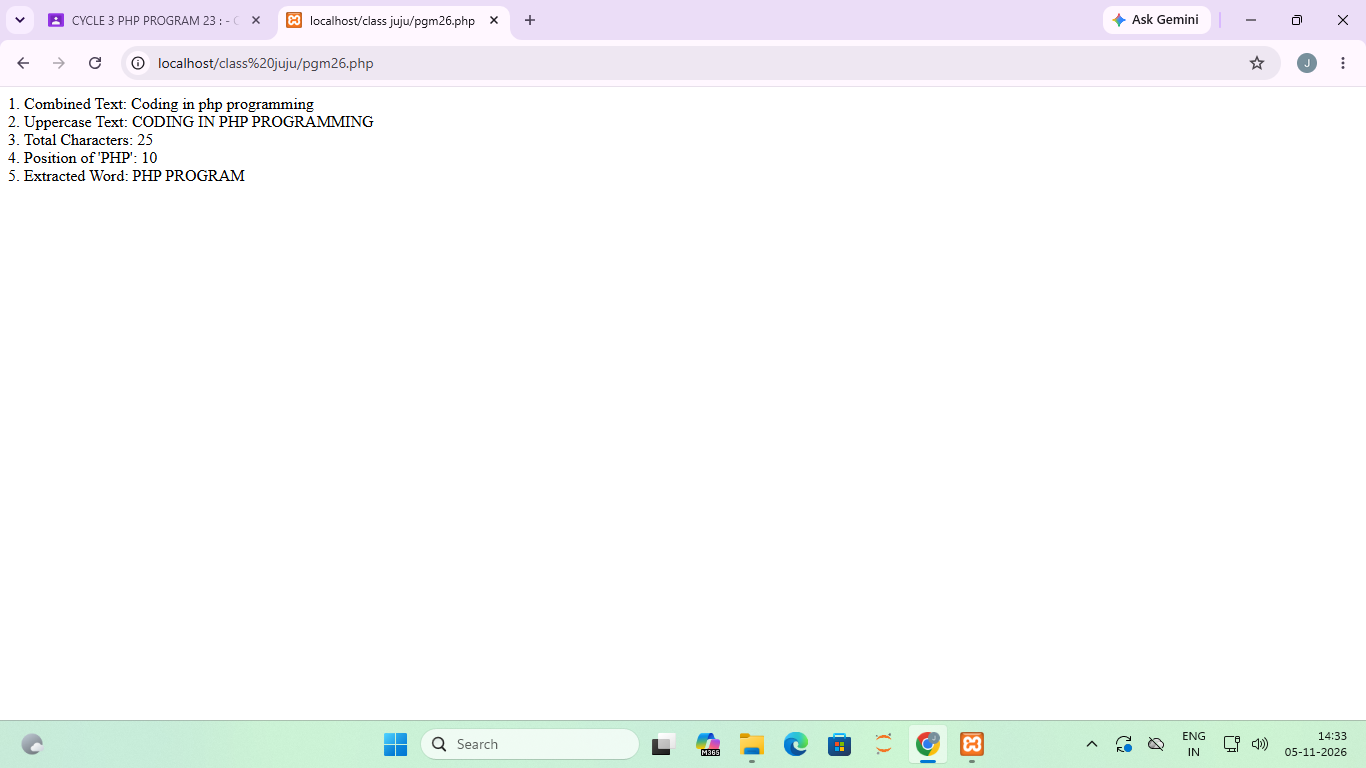 CYCLE 3 PHP PROGRAM 23 : -
localhost/class juju/pgm26.php
Ask Gemini
localhost/class%20juju/pgm26.php
J
1. Combined Text: Coding in php programming
2. Uppercase Text: CODING IN PHP PROGRAMMING
3. Total Characters: 25
4. Position of 'PHP': 10
5. Extracted Word: PHP PROGRAM
Search
M365
ENG
IN
14:33
05-11-2026